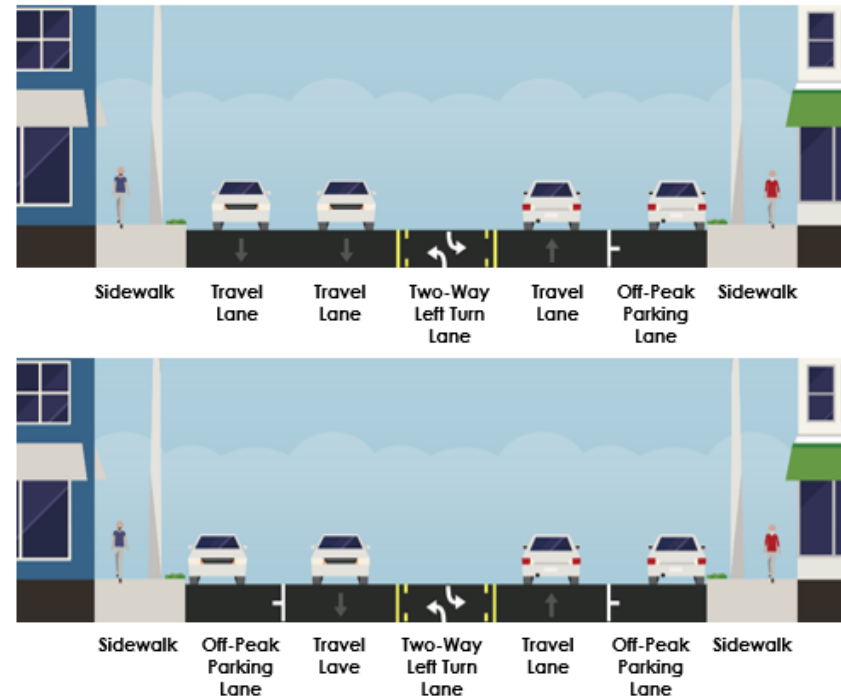 Sidewalk
Travel
Lane
Travel
Lane
Two-Way
Left Turn
Lane
Travel
Lane
Off-Peak
Parking
Lane
Sidewalk
Sidewalk
Off-Peak
Parking
Lane
Travel
Lave
Two-Way
Left Turn
Lane
Travel
Lane
Off-Peak
Parking
Lane
Sidewalk